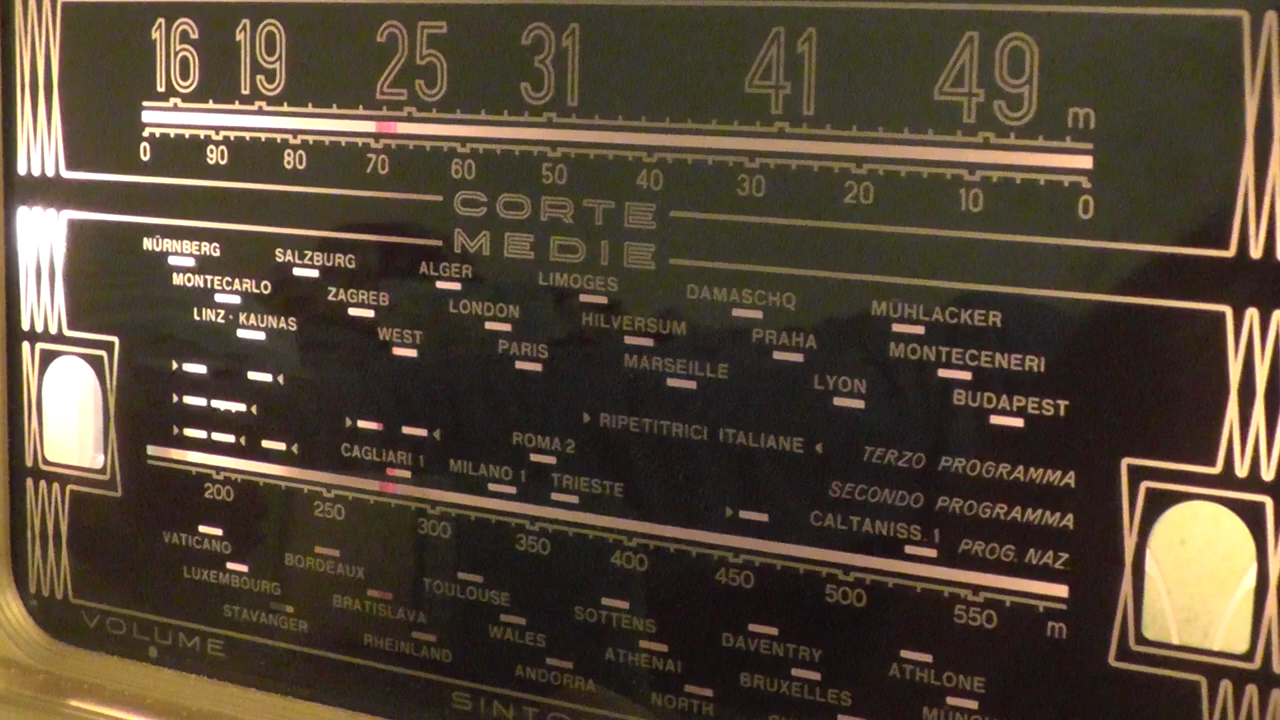 16 19 25 31 41 49 m
0 90 80 70 60 50 40 30 20 10 0
CORTE
MEDIE
NÜRNBERG SALZBURG ALGER LIMOGES DAMASCHQ MÜHLACKER
MONTECARLO ZAGREB LONDON HILVERSUM PRAHA MONTECENERI
LINZ · KAUNAS WEST PARIS MARSEILLE LYON BUDAPEST
RIPETITRICI ITALIANE TERZO PROGRAMMA
CAGLIARI 1 MILANO 1 ROMA 2 TRIESTE SECONDO PROGRAMMA
CALTANISS. 1 PROG. NAZ.
200 250 300 350 400 450 500 550 m
VATICANO BORDEAUX TOULOUSE SOTTENS DAVENTRY ATHLONE
LUXEMBOURG BRATISLAVA WALES ATHENAI BRUXELLES
STAVANGER RHEINLAND ANDORRA NORTH
VOLUME